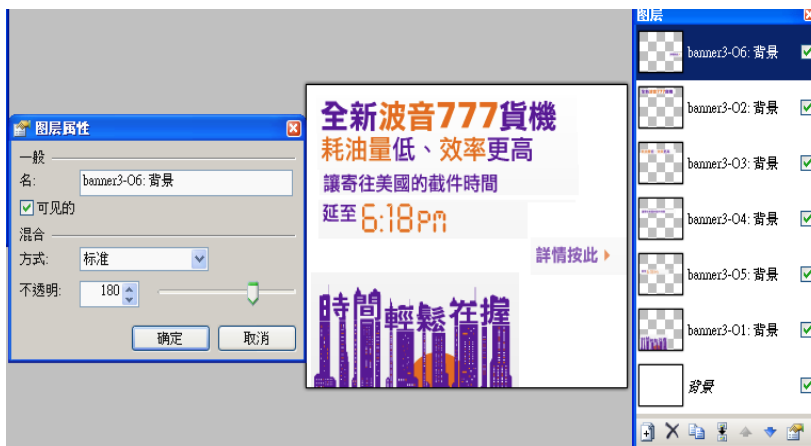 图层
banner3-06: 背景
banner3-02: 背景
banner3-03: 背景
banner3-04: 背景
banner3-05: 背景
banner3-01: 背景
背景
图层属性
一般
名: banner3-06: 背景
可见的
混合
方式: 标准
不透明: 180
确定 取消
全新波音777貨機
耗油量低、效率更高
讓寄往美國的截件時間
延至6:18pm
詳情按此
時間輕鬆在握